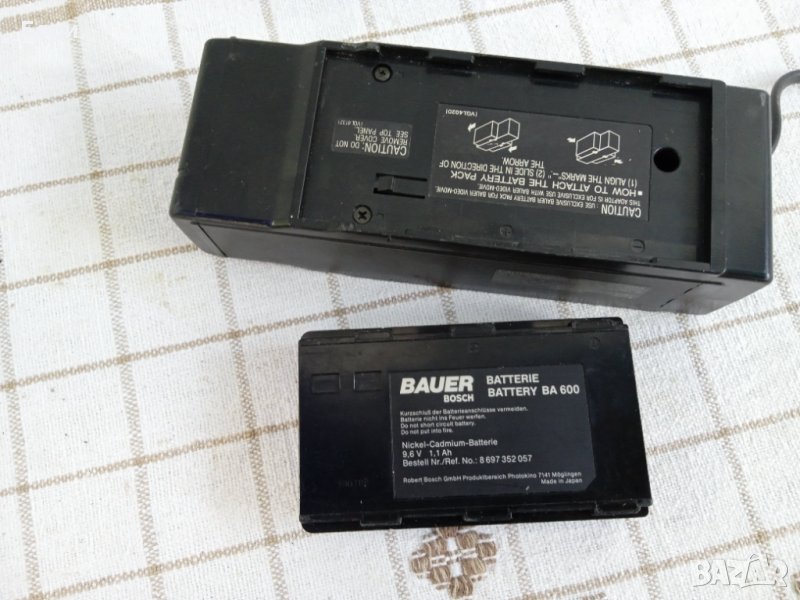 (VQL4020)
CAUTION: DO NOT
REMOVE COVER
SEE TOP PANEL
CAUTION
THIS ADAPTOR IS FOR EXCLUSIVE USE WITH BAUER VIDEO-MOVIE.
USE EXCLUSIVE BAUER BATTERY PACK FOR BAUER VIDEO-MOVIE.
■ HOW TO ATTACH THE BATTERY PACK
(1) ALIGN THE MARKS (2) SLIDE IN THE DIRECTION OF
THE ARROW.
BAUER
BOSCH
BATTERIE
BATTERY BA 600
Kurzschluß der Batterieanschlüsse vermeiden.
Batterie nicht ins Feuer werfen.
Do not short circuit battery.
Do not put into fire.
Nickel-Cadmium-Batterie
9,6 V 1,1 Ah
Bestell Nr./Ref. No.: 8 697 352 057
Robert Bosch GmbH Produktbereich Photokino 7141 Möglingen
Made in Japan
BAZAR